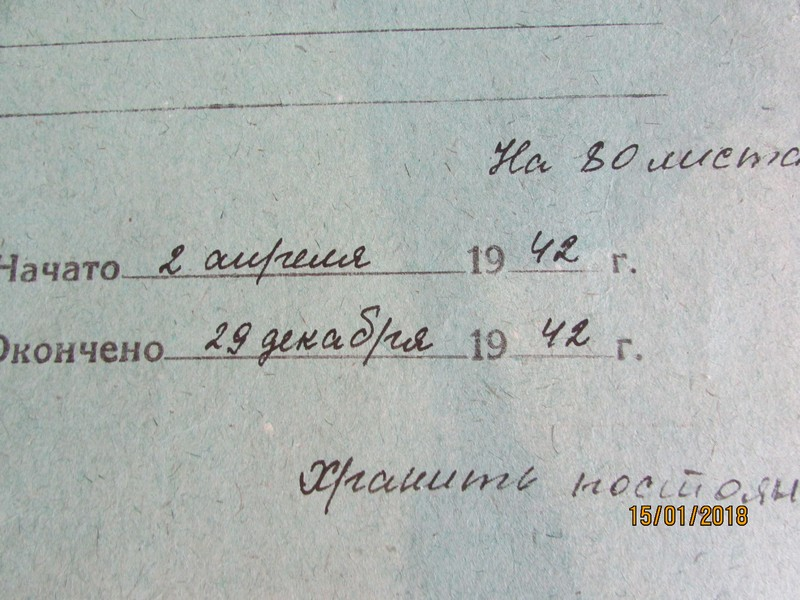 На 80 листа
Начато 2 апреля 1942 г.
Окончено 29 декабря 1942 г.
Хранить постоян
15/01/2018